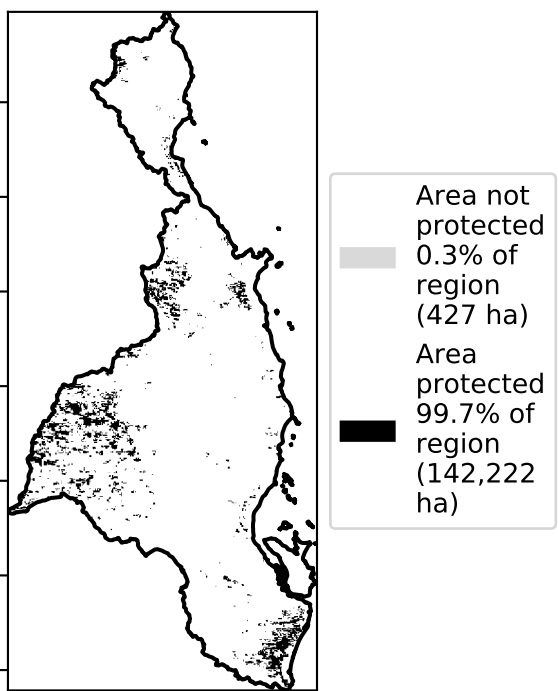 Area not
protected
0.3% of
region
(427 ha)
Area
protected
99.7% of
region
(142,222
ha)